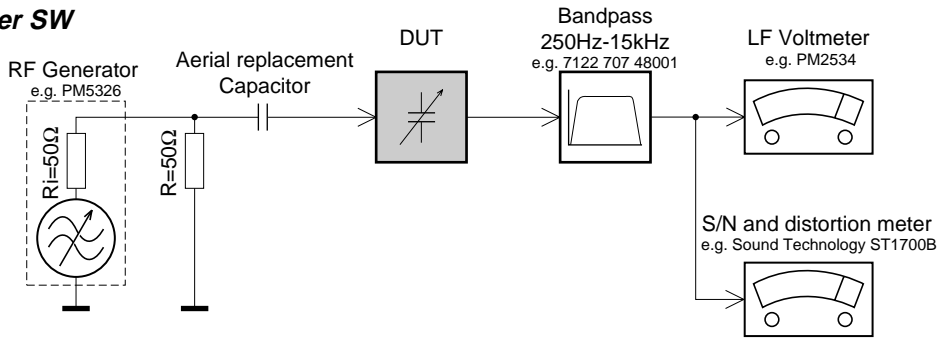 er SW
RF Generator
e.g. PM5326
Ri=50Ω
R=50Ω
Aerial replacement
Capacitor
DUT
Bandpass
250Hz-15kHz
e.g. 7122 707 48001
LF Voltmeter
e.g. PM2534
S/N and distortion meter
e.g. Sound Technology ST1700B